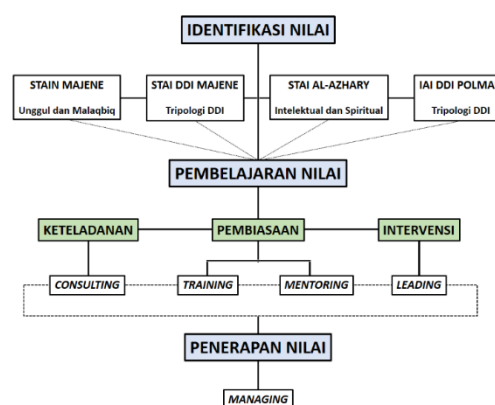 IDENTIFIKASI NILAI
STAIN MAJENE
Unggul dan Malaqbiq
STAI DDI MAJENE
Tripologi DDI
STAI AL-AZHARY
Intelektual dan Spiritual
IAI DDI POLMA
Tripologi DDI
PEMBELAJARAN NILAI
KETELADANAN
PEMBIASAAN
INTERVENSI
CONSULTING
TRAINING
MENTORING
LEADING
PENERAPAN NILAI
MANAGING